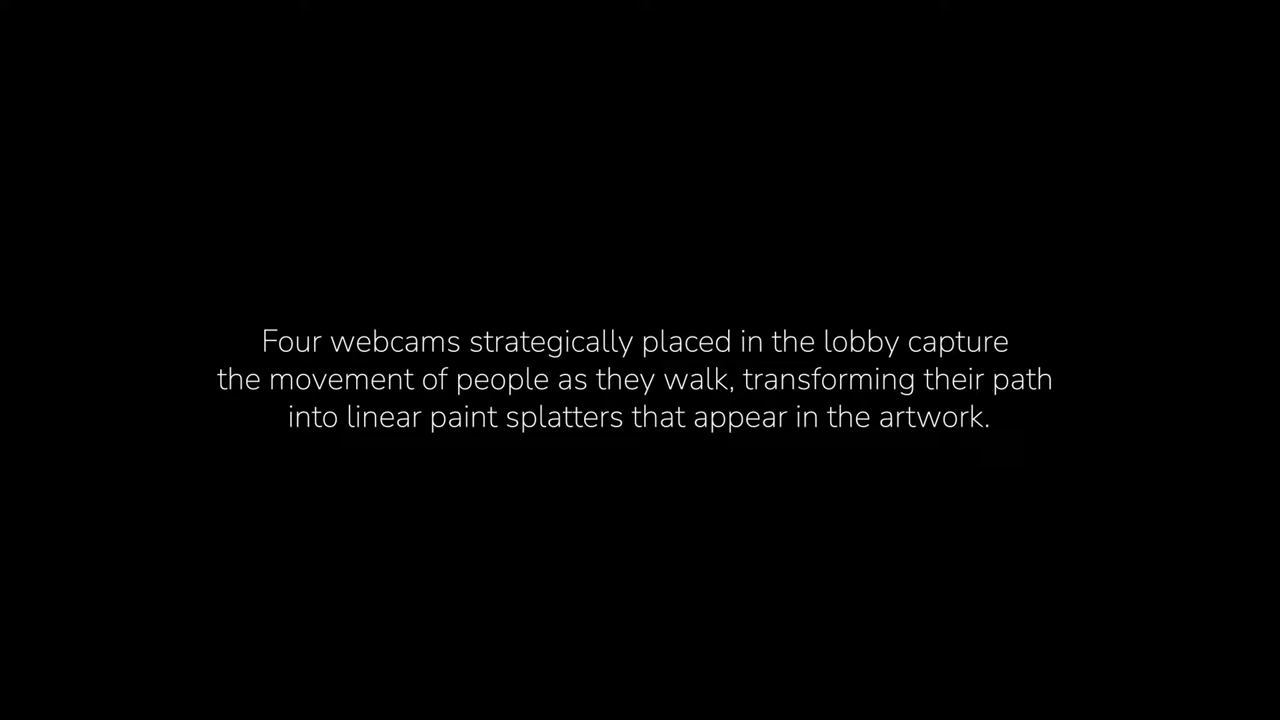 Four webcams strategically placed in the lobby capture
the movement of people as they walk, transforming their path
into linear paint splatters that appear in the artwork.